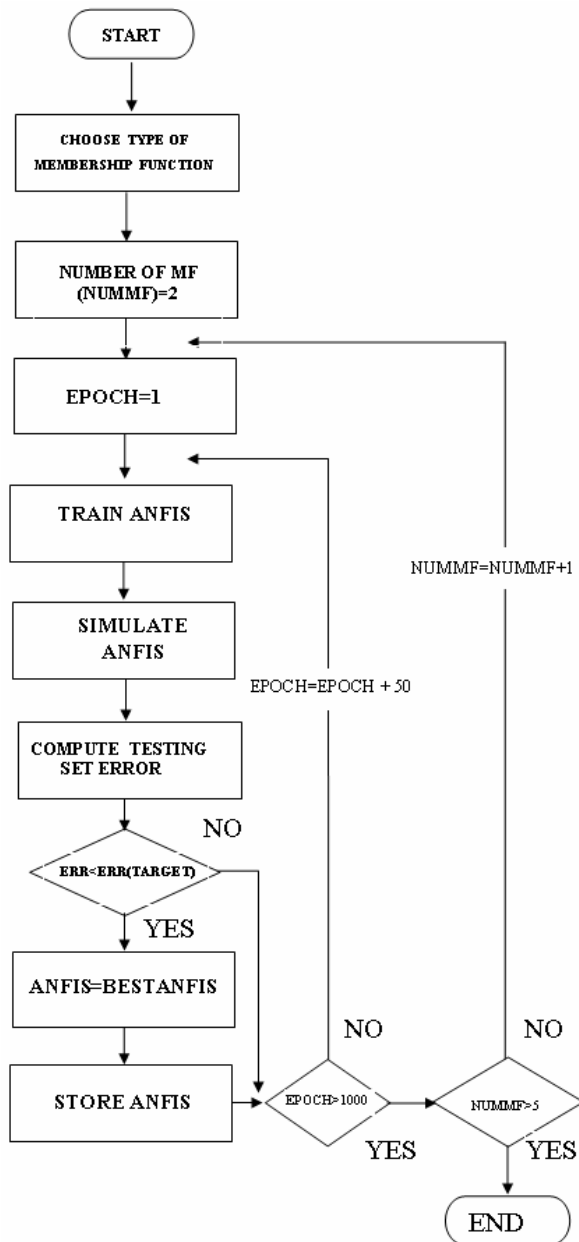 START
CHOOSE TYPE OF
MEMBERSHIP FUNCTION
NUMBER OF MF
(NUMMF)=2
EPOCH=1
TRAIN ANFIS
NUMMF=NUMMF+1
SIMULATE
ANFIS
EPOCH=EPOCH + 50
COMPUTE TESTING
SET ERROR
NO
ERR<ERR(TARGET)
YES
ANFIS=BESTANFIS
NO
NO
STORE ANFIS
EPOCH>1000
NUMMF>5
YES
YES
END